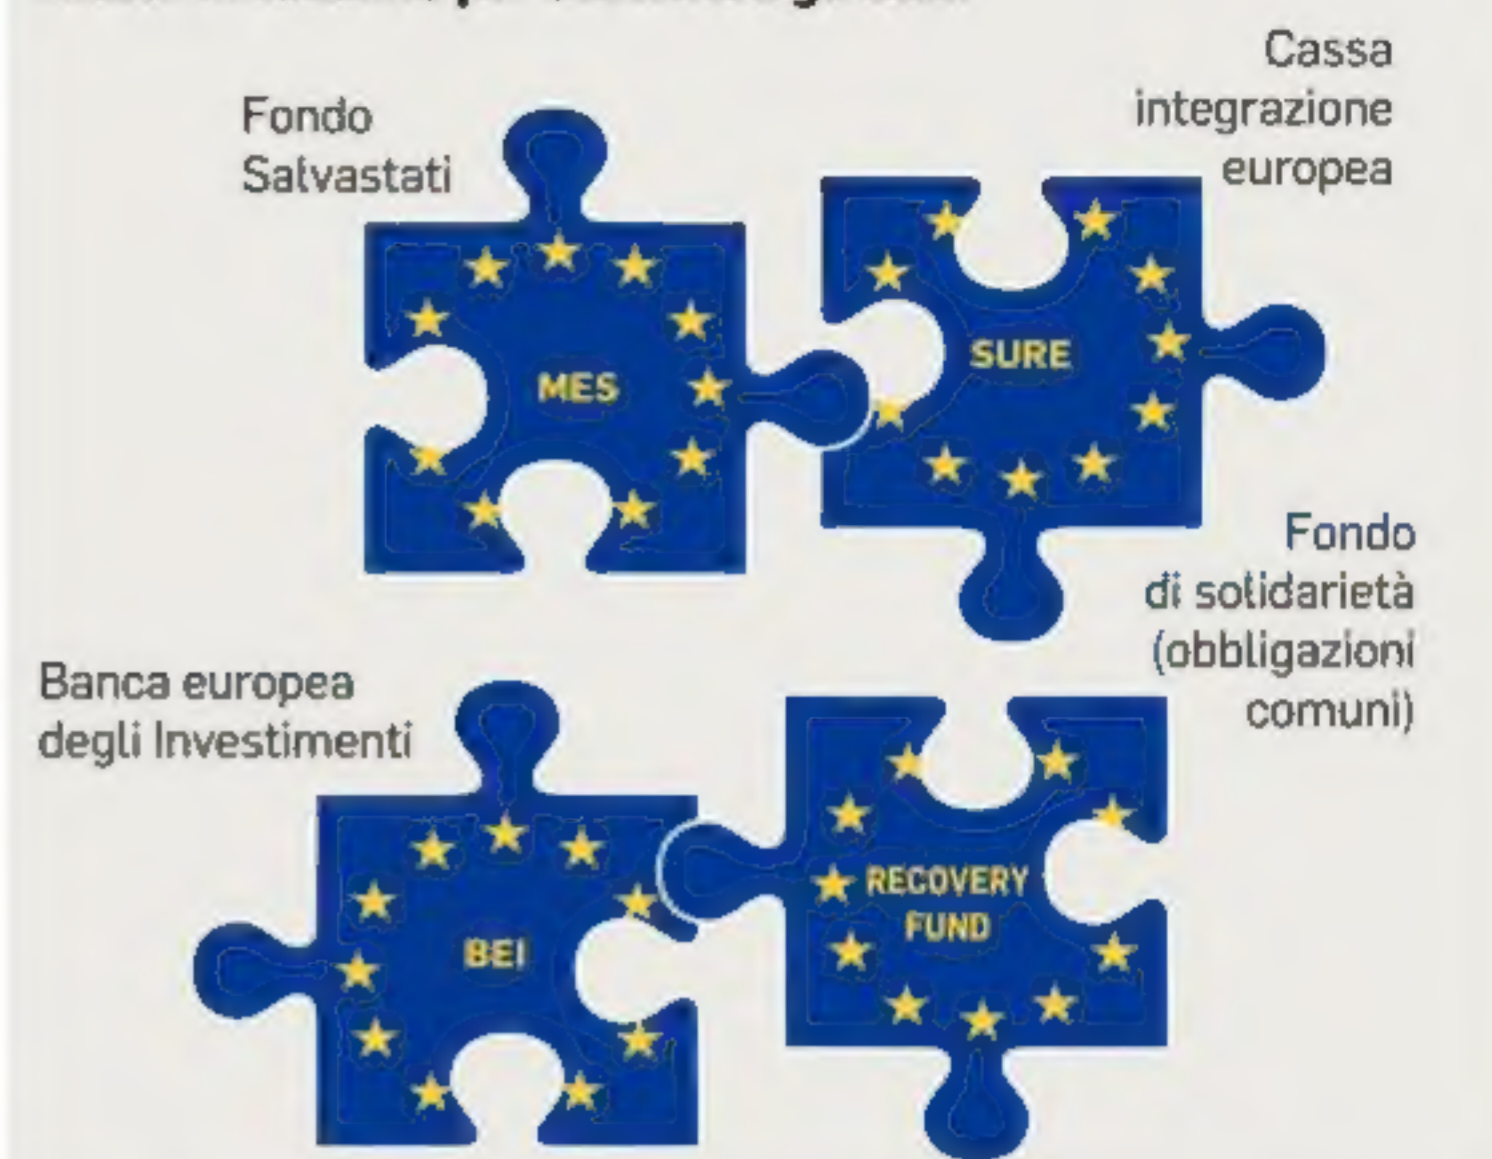 Fondo
Salvastati
Cassa
integrazione
europea
MES
SURE
Fondo
di solidarietà
(obbligazioni
comuni)
Banca europea
degli Investimenti
BEI
RECOVERY
FUND